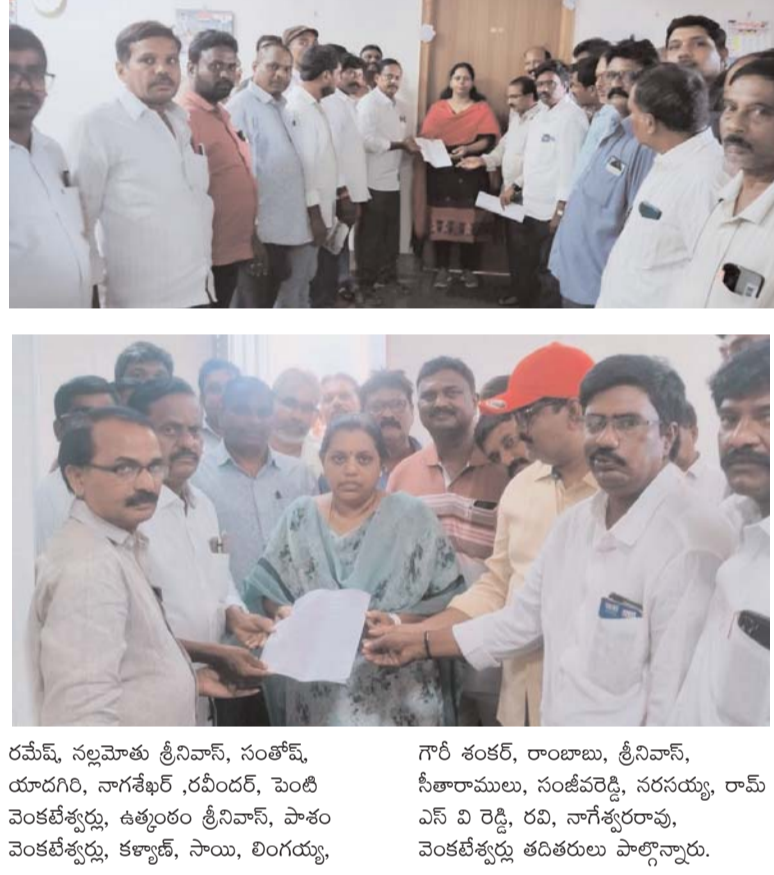 రమేష్, నల్లమోతు శ్రీనివాస్, సంతోష్,
యాదగిరి, నాగశేఖర్ ,రవీందర్, పెంటి
వెంకటేశ్వర్లు, ఉత్కంఠం శ్రీనివాస్, పాశం
వెంకటేశ్వర్లు, కళ్యాణ్, సాయి, లింగయ్య,
గౌరీ శంకర్, రాంబాబు, శ్రీనివాస్,
సీతారాములు, సంజీవరెడ్డి, నరసయ్య, రామ్
ఎస్ వి రెడ్డి, రవి, నాగేశ్వరరావు,
వెంకటేశ్వర్లు తదితరులు పాల్గొన్నారు.